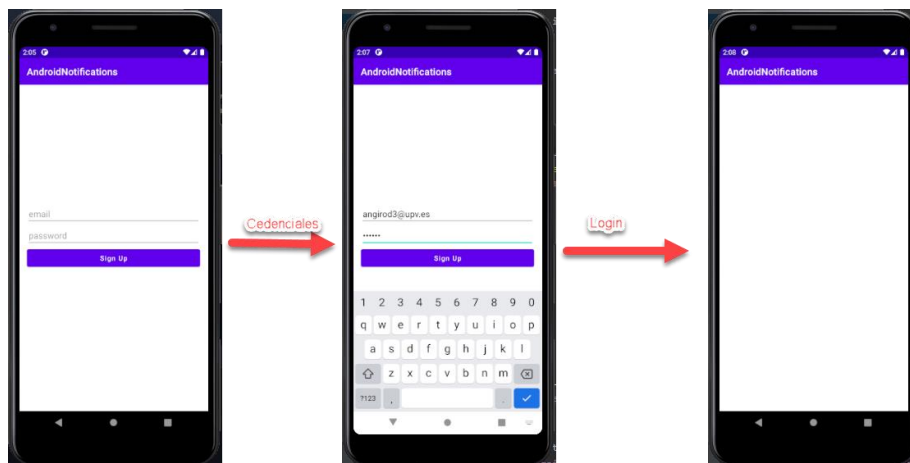 2:05
AndroidNotifications
email
password
Sign Up
Cedenciales
2:07
AndroidNotifications
angirod3@upv.es
••••••
Sign Up
1 2 3 4 5 6 7 8 9 0
q w e r t y u i o p
a s d f g h j k l
z x c v b n m
?123 , .
Login
2:08
AndroidNotifications